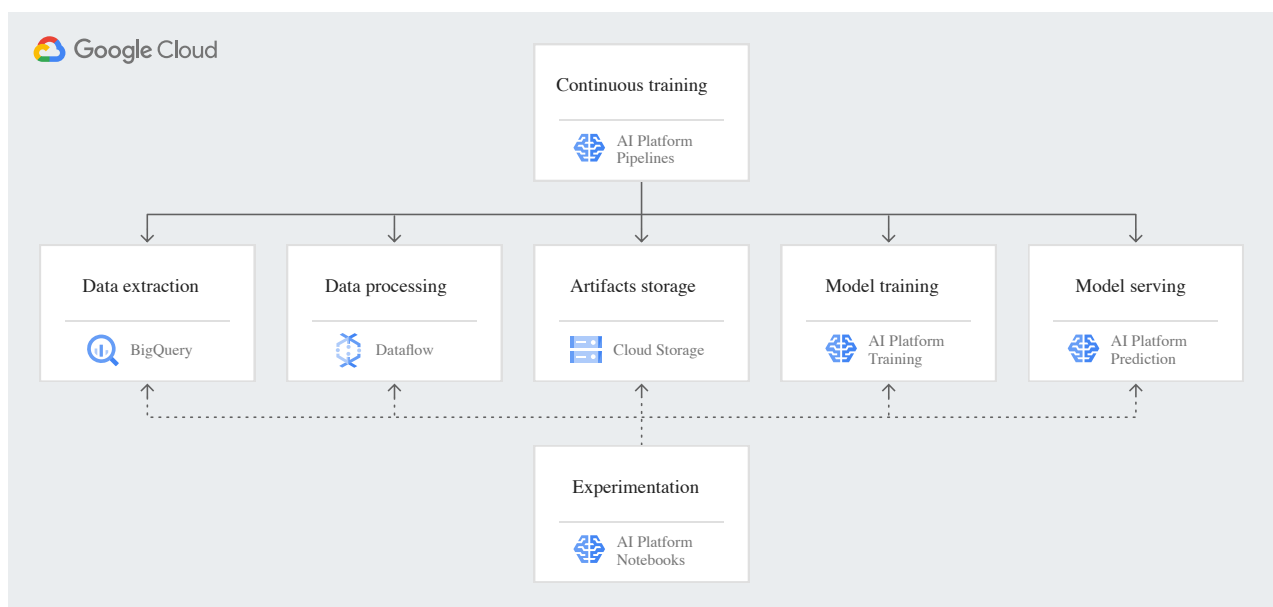 Google Cloud
Continuous training
AI Platform
Pipelines
Data extraction
BigQuery
Data processing
Dataflow
Artifacts storage
Cloud Storage
Model training
AI Platform
Training
Model serving
AI Platform
Prediction
Experimentation
AI Platform
Notebooks